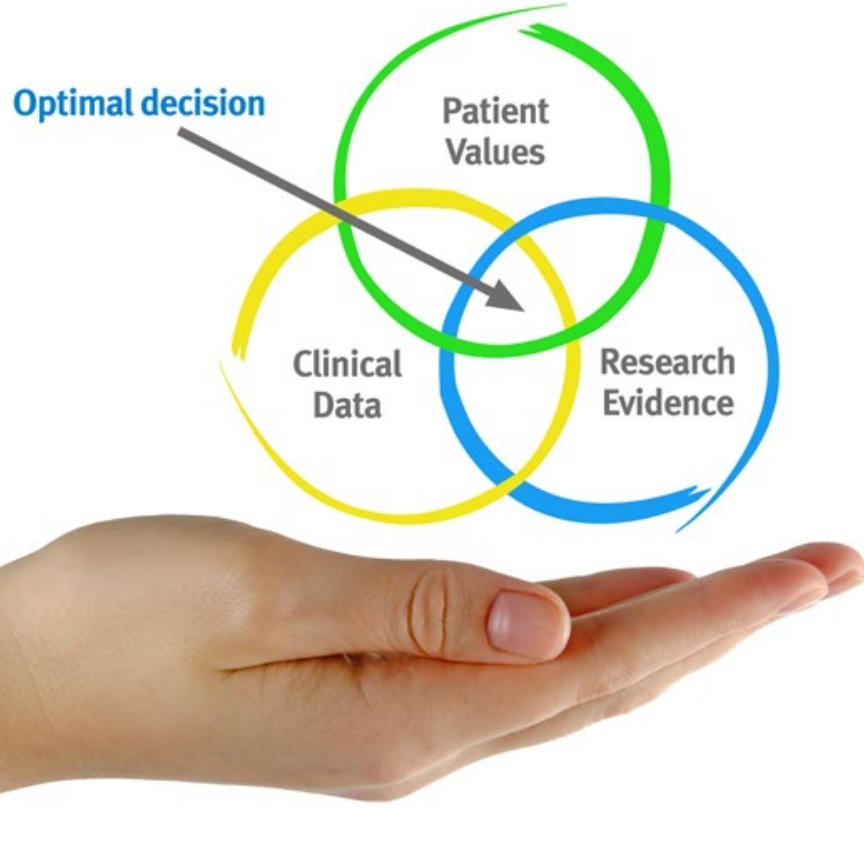 Optimal decision
Patient
Values
Clinical
Data
Research
Evidence